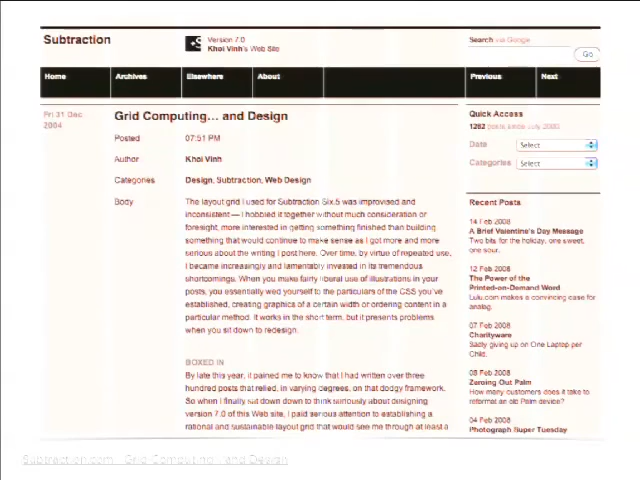 Subtraction
Version 7.0
Khoi Vinh's Web Site
Search via Google
Go
Home
Archives
Elsewhere
About
Previous
Next
Fri 31 Dec
2004
Grid Computing… and Design
Posted
07:51 PM
Author
Khoi Vinh
Categories
Design, Subtraction, Web Design
Body
The layout grid I used for Subtraction Six.5 was improvised and
inconsistent — I hobbled it together without much consideration or
foresight, more interested in getting something finished than building
something that would continue to make sense as I got more and more
serious about the writing I post here. Over time, by virtue of repeated use,
I became increasingly and lamentably invested in its tremendous
shortcomings. When you make fairly liberal use of illustrations in your
posts, you essentially wed yourself to the particulars of the CSS you've
established, creating graphics of a certain width or ordering content in a
particular method. It works in the short term, but it presents problems
when you sit down to redesign.
BOXED IN
By late this year, it pained me to know that I had written over three
hundred posts that relied, in varying degrees, on that dodgy framework.
So when I finally sat down down to think seriously about designing
version 7.0 of this Web site, I paid serious attention to establishing a
rational and sustainable layout grid that would see me through at least a
Quick Access
1282 posts since July 2000.
Date
Select
Categories
Select
Recent Posts
14 Feb 2008
A Brief Valentine's Day Message
Two bits for the holiday, one sweet,
one sour.
12 Feb 2008
The Power of the
Printed-on-Demand Word
Lulu.com makes a convincing case for
analog.
07 Feb 2008
Charityware
Sadly giving up on One Laptop per
Child.
06 Feb 2008
Zeroing Out Palm
How many customers does it take to
reformat an old Palm device?
04 Feb 2008
Photograph Super Tuesday
Subtraction.com: Grid Computing… and Design